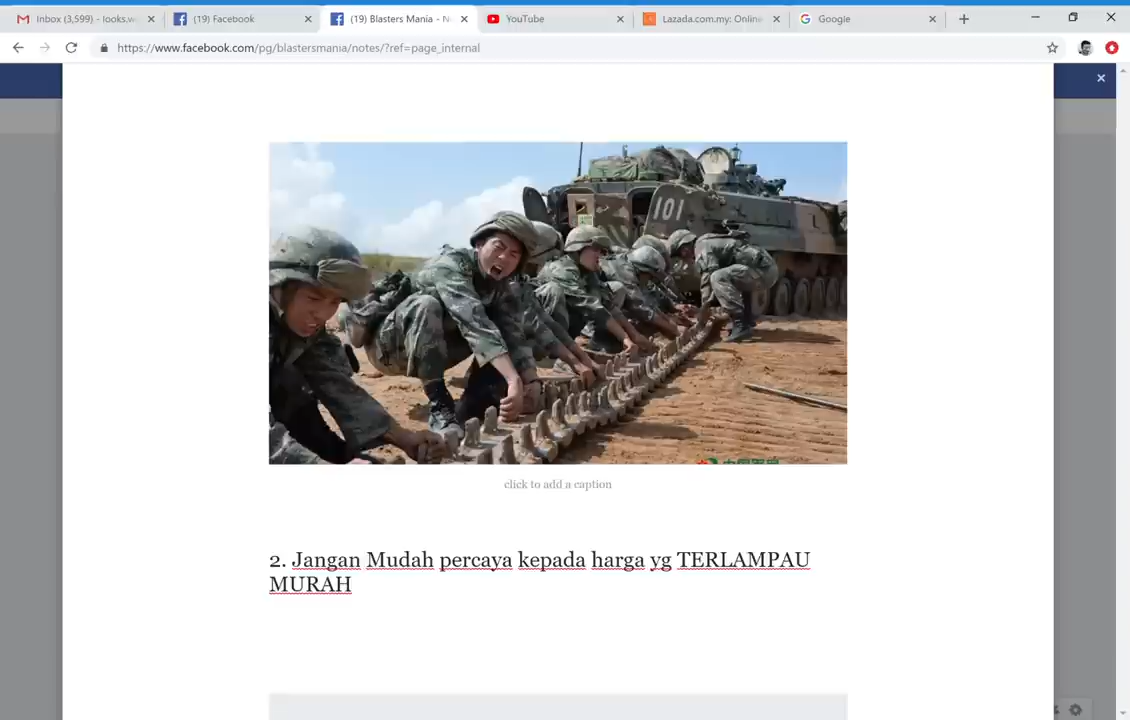 Inbox (3,599) - looks.w
(19) Facebook
(19) Blasters Mania - N
YouTube
Lazada.com.my: Online
Google
https://www.facebook.com/pg/blastersmania/notes/?ref=page_internal
101
click to add a caption
2. Jangan Mudah percaya kepada harga yg TERLAMPAU
MURAH